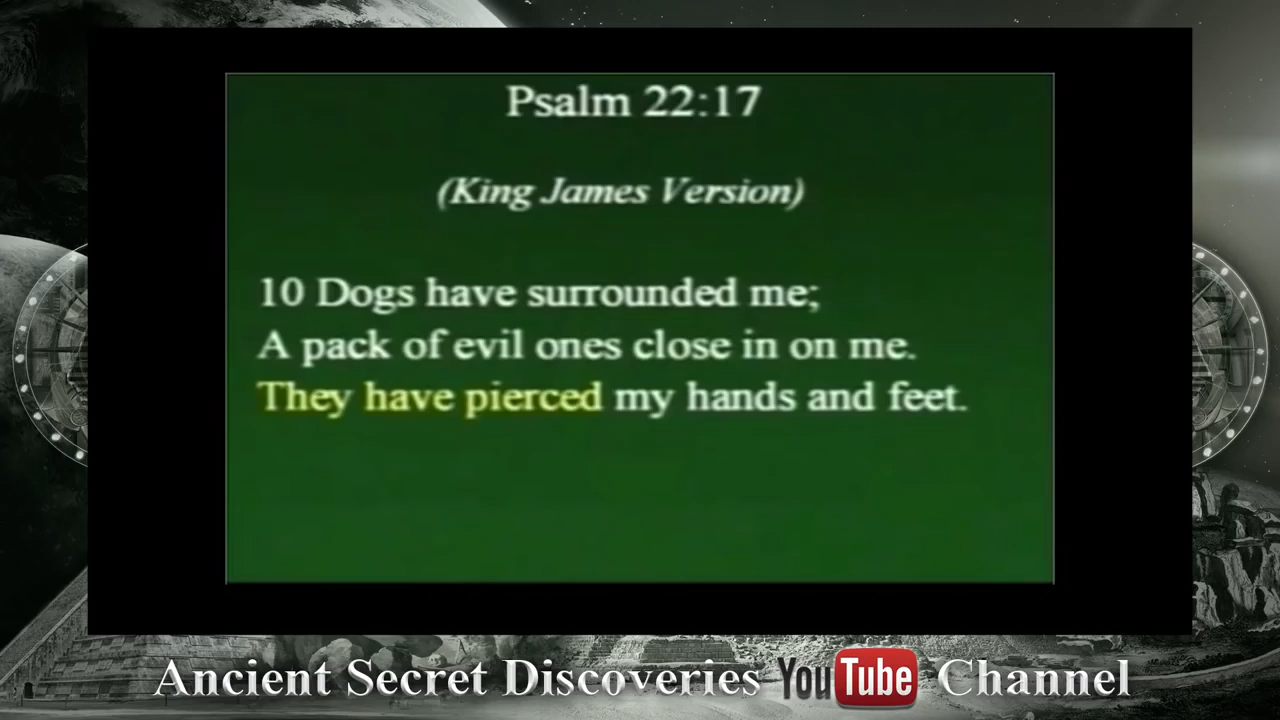 Psalm 22:17
(King James Version)
10 Dogs have surrounded me;
A pack of evil ones close in on me.
They have pierced my hands and feet.
Ancient Secret Discoveries YouTube Channel